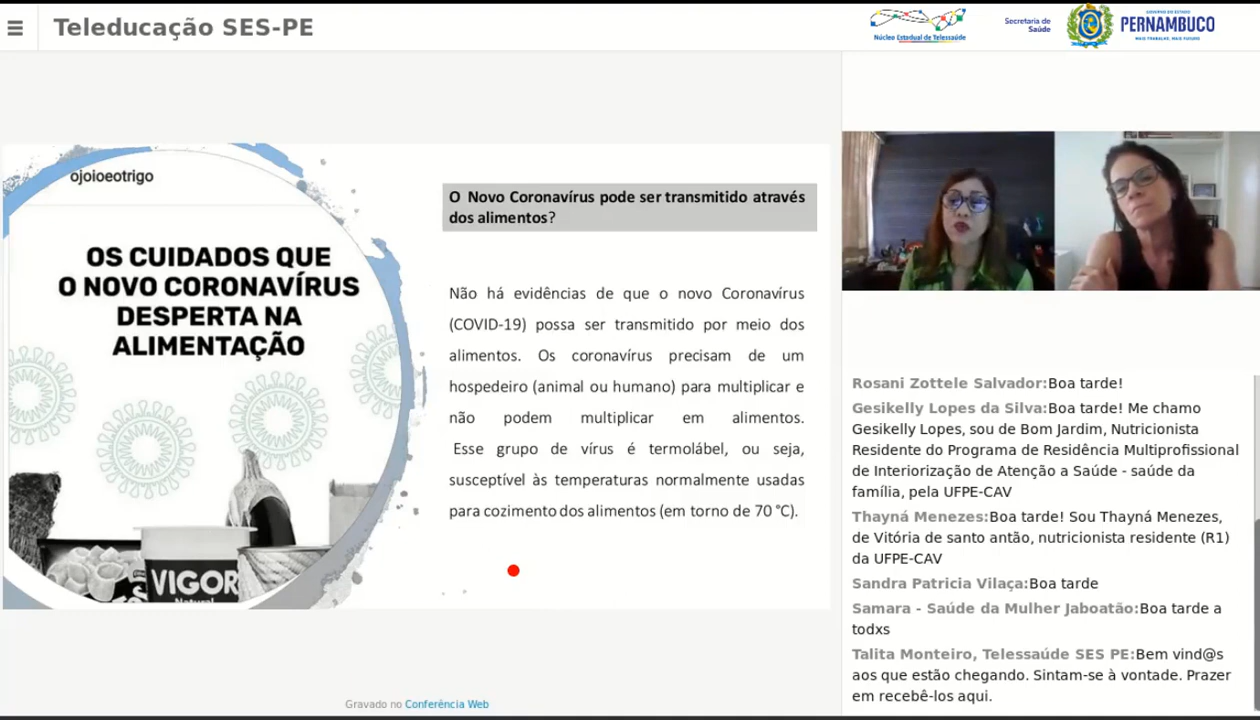 Teleducação SES-PE
Núcleo Estadual de Telessaúde
Secretaria de
Saúde
GOVERNO DO ESTADO
PERNAMBUCO
MAIS TRABALHO, MAIS FUTURO
ojoioeotrigo
OS CUIDADOS QUE
O NOVO CORONAVÍRUS
DESPERTA NA
ALIMENTAÇÃO
VIGOR
Natural
O Novo Coronavírus pode ser transmitido através
dos alimentos?
Não há evidências de que o novo Coronavírus
(COVID-19) possa ser transmitido por meio dos
alimentos. Os coronavírus precisam de um
hospedeiro (animal ou humano) para multiplicar e
não podem multiplicar em alimentos.
Esse grupo de vírus é termolábel, ou seja,
susceptível às temperaturas normalmente usadas
para cozimento dos alimentos (em torno de 70 °C).
Gravado no Conferência Web
Rosani Zottele Salvador:Boa tarde!
Gesikelly Lopes da Silva:Boa tarde! Me chamo
Gesikelly Lopes, sou de Bom Jardim, Nutricionista
Residente do Programa de Residência Multiprofissional
de Interiorização de Atenção a Saúde - saúde da
família, pela UFPE-CAV
Thayná Menezes:Boa tarde! Sou Thayná Menezes,
de Vitória de santo antão, nutricionista residente (R1)
da UFPE-CAV
Sandra Patricia Vilaça:Boa tarde
Samara - Saúde da Mulher Jaboatão:Boa tarde a
todxs
Talita Monteiro, Telessaúde SES PE:Bem vind@s
aos que estão chegando. Sintam-se à vontade. Prazer
em recebê-los aqui.